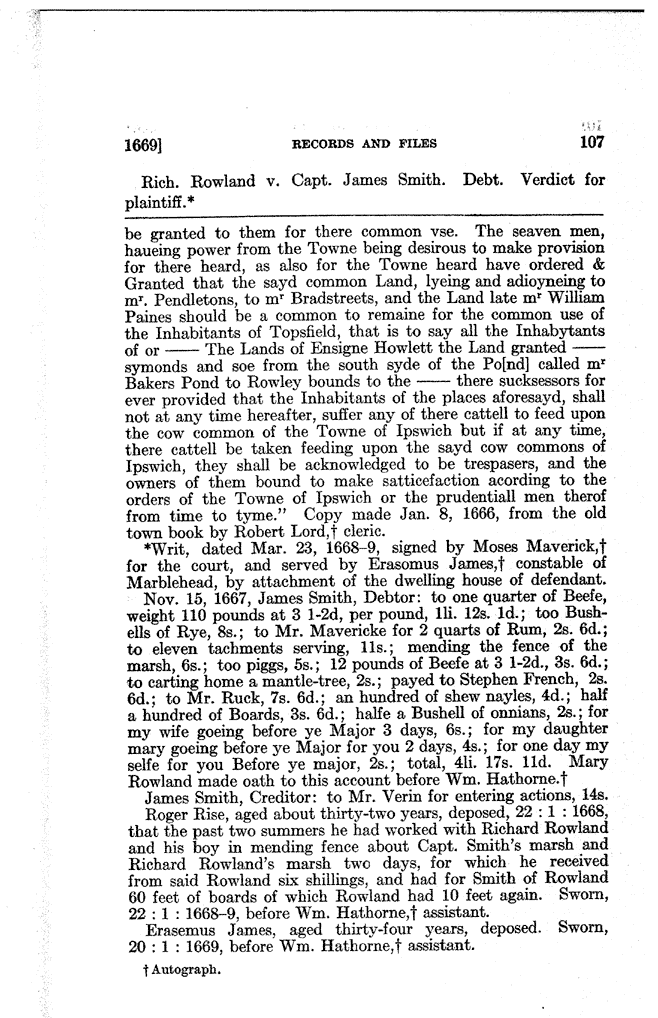 1669] RECORDS AND FILES 107
Rich. Rowland v. Capt. James Smith. Debt. Verdict for
plaintiff.*
be granted to them for there common vse. The seaven men,
haueing power from the Towne being desirous to make provision
for there heard, as also for the Towne heard have ordered &
Granted that the sayd common Land, lyeing and adioyneing to
mʳ. Pendletons, to mʳ Bradstreets, and the Land late mʳ William
Paines should be a common to remaine for the common use of
the Inhabitants of Topsfield, that is to say all the Inhabytants
of or —— The Lands of Ensigne Howlett the Land granted ——
symonds and soe from the south syde of the Po[nd] called mʳ
Bakers Pond to Rowley bounds to the —— there sucksessors for
ever provided that the Inhabitants of the places aforesayd, shall
not at any time hereafter, suffer any of there cattell to feed upon
the cow common of the Towne of Ipswich but if at any time,
there cattell be taken feeding upon the sayd cow commons of
Ipswich, they shall be acknowledged to be trespasers, and the
owners of them bound to make satticefaction acording to the
orders of the Towne of Ipswich or the prudentiall men therof
from time to tyme.” Copy made Jan. 8, 1666, from the old
town book by Robert Lord,† cleric.
*Writ, dated Mar. 23, 1668-9, signed by Moses Maverick,†
for the court, and served by Erasomus James,† constable of
Marblehead, by attachment of the dwelling house of defendant.
Nov. 15, 1667, James Smith, Debtor: to one quarter of Beefe,
weight 110 pounds at 3 1-2d, per pound, 1li. 12s. 1d.; too Bush-
ells of Rye, 8s.; to Mr. Mavericke for 2 quarts of Rum, 2s. 6d.;
to eleven tachments serving, 11s.; mending the fence of the
marsh, 6s.; too piggs, 5s.; 12 pounds of Beefe at 3 1-2d., 3s. 6d.;
to carting home a mantle-tree, 2s.; payed to Stephen French, 2s.
6d.; to Mr. Ruck, 7s. 6d.; an hundred of shew nayles, 4d.; half
a hundred of Boards, 3s. 6d.; halfe a Bushell of onnians, 2s.; for
my wife goeing before ye Major 3 days, 6s.; for my daughter
mary goeing before ye Major for you 2 days, 4s.; for one day my
selfe for you Before ye major, 2s.; total, 4li. 17s. 11d. Mary
Rowland made oath to this account before Wm. Hathorne.†
James Smith, Creditor: to Mr. Verin for entering actions, 14s.
Roger Rise, aged about thirty-two years, deposed, 22 : 1 : 1668,
that the past two summers he had worked with Richard Rowland
and his boy in mending fence about Capt. Smith's marsh and
Richard Rowland's marsh two days, for which he received
from said Rowland six shillings, and had for Smith of Rowland
60 feet of boards of which Rowland had 10 feet again. Sworn,
22 : 1 : 1668-9, before Wm. Hathorne,† assistant.
Erasemus James, aged thirty-four years, deposed. Sworn,
20 : 1 : 1669, before Wm. Hathorne,† assistant.
† Autograph.